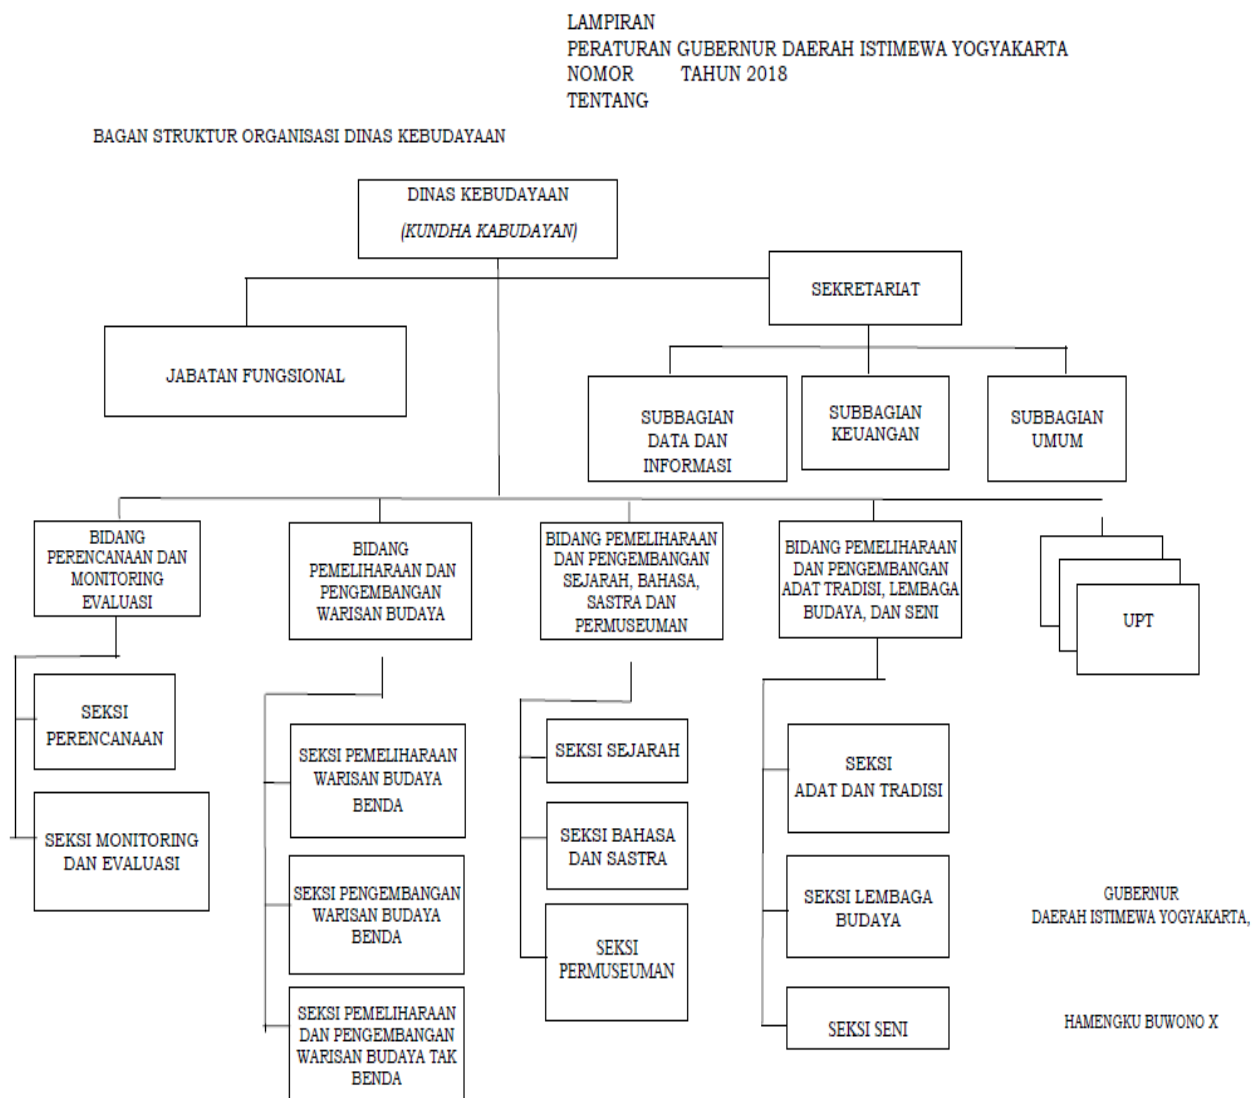 LAMPIRAN
PERATURAN GUBERNUR DAERAH ISTIMEWA YOGYAKARTA
NOMOR TAHUN 2018
TENTANG
BAGAN STRUKTUR ORGANISASI DINAS KEBUDAYAAN
DINAS KEBUDAYAAN
(KUNDHA KABUDAYAN)
SEKRETARIAT
JABATAN FUNGSIONAL
SUBBAGIAN
DATA DAN
INFORMASI
SUBBAGIAN
KEUANGAN
SUBBAGIAN
UMUM
BIDANG
PERENCANAAN DAN
MONITORING
EVALUASI
BIDANG
PEMELIHARAAN DAN
PENGEMBANGAN
WARISAN BUDAYA
BIDANG PEMELIHARAAN
DAN PENGEMBANGAN
SEJARAH, BAHASA,
SASTRA DAN
PERMUSEUMAN
BIDANG PEMELIHARAAN
DAN PENGEMBANGAN
ADAT TRADISI, LEMBAGA
BUDAYA, DAN SENI
UPT
SEKSI
PERENCANAAN
SEKSI MONITORING
DAN EVALUASI
SEKSI PEMELIHARAAN
WARISAN BUDAYA
BENDA
SEKSI PENGEMBANGAN
WARISAN BUDAYA
BENDA
SEKSI PEMELIHARAAN
DAN PENGEMBANGAN
WARISAN BUDAYA TAK
BENDA
SEKSI SEJARAH
SEKSI BAHASA
DAN SASTRA
SEKSI
PERMUSEUMAN
SEKSI
ADAT DAN TRADISI
SEKSI LEMBAGA
BUDAYA
SEKSI SENI
GUBERNUR
DAERAH ISTIMEWA YOGYAKARTA,
HAMENGKU BUWONO X